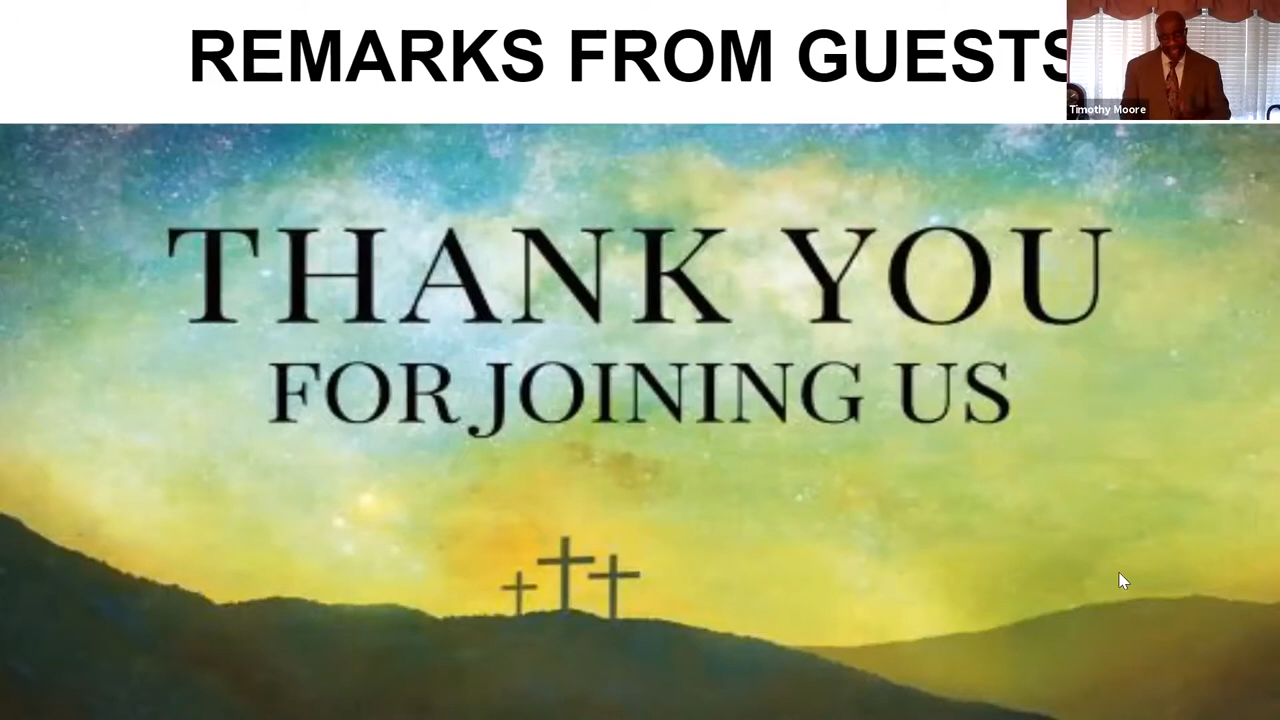 REMARKS FROM GUESTS
Timothy Moore
THANK YOU
FOR JOINING US